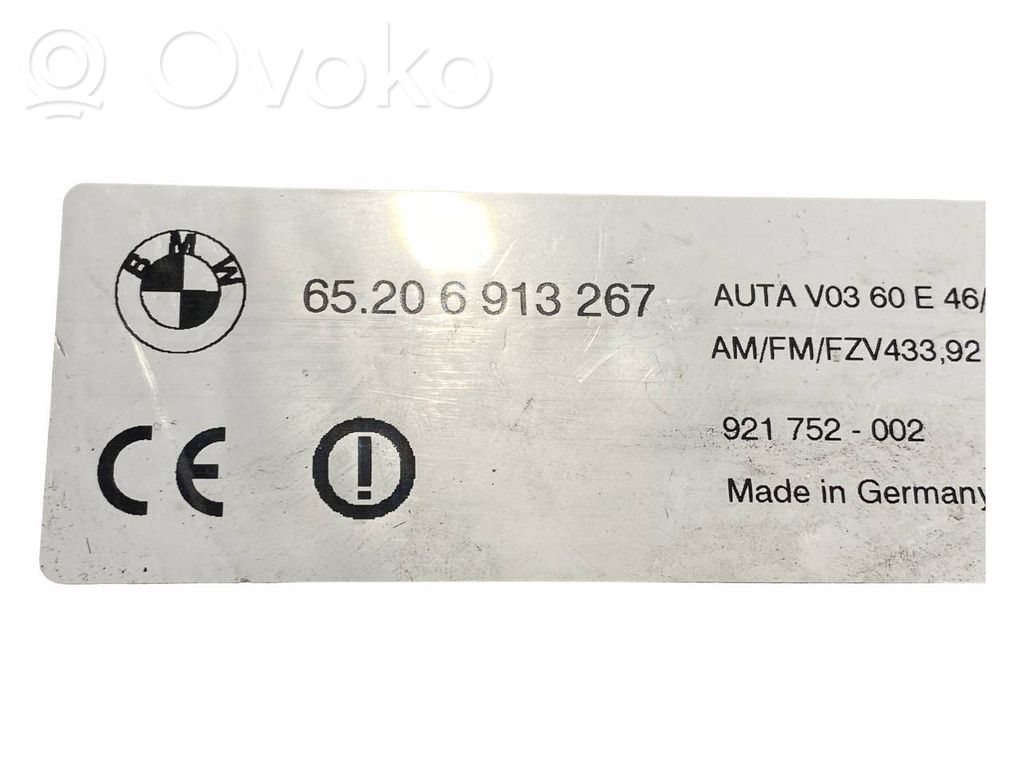 Ovoko
BMW
65.20 6 913 267
AUTA V03 60 E 46/
AM/FM/FZV433,92
CE
921 752 - 002
Made in Germany